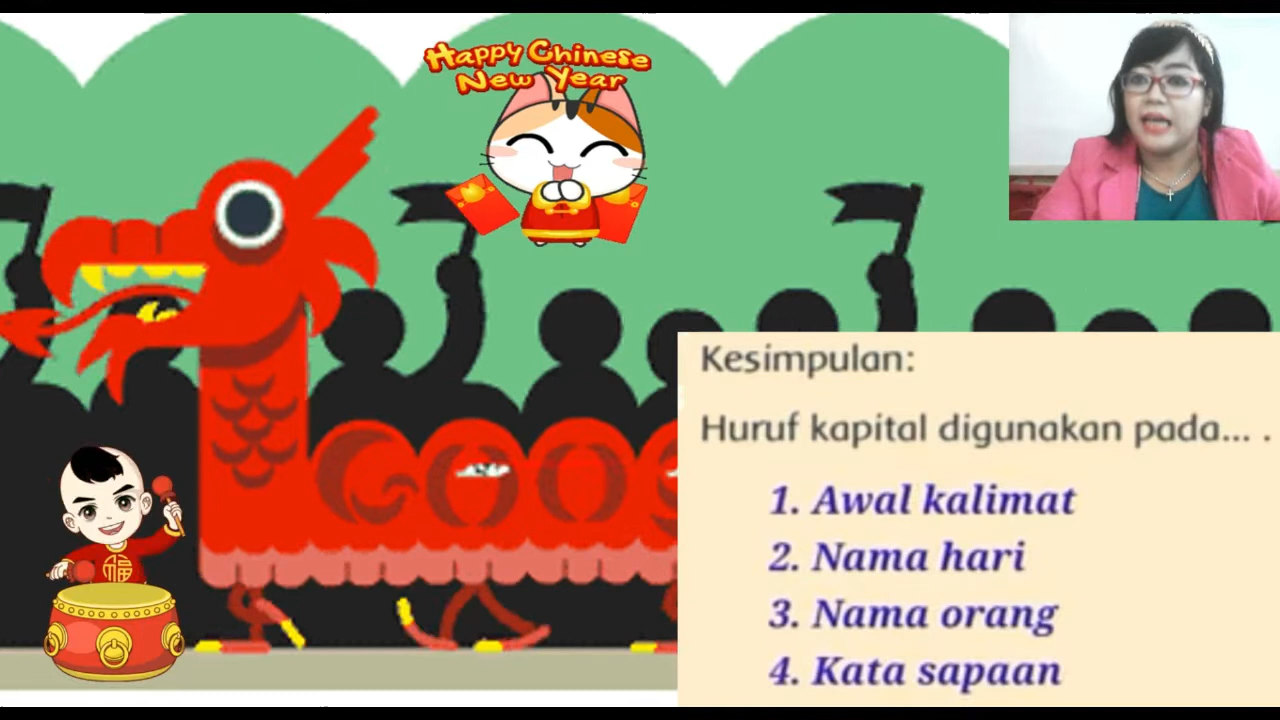 Happy Chinese
New Year
福
Kesimpulan:
Huruf kapital digunakan pada... .
1. Awal kalimat
2. Nama hari
3. Nama orang
4. Kata sapaan